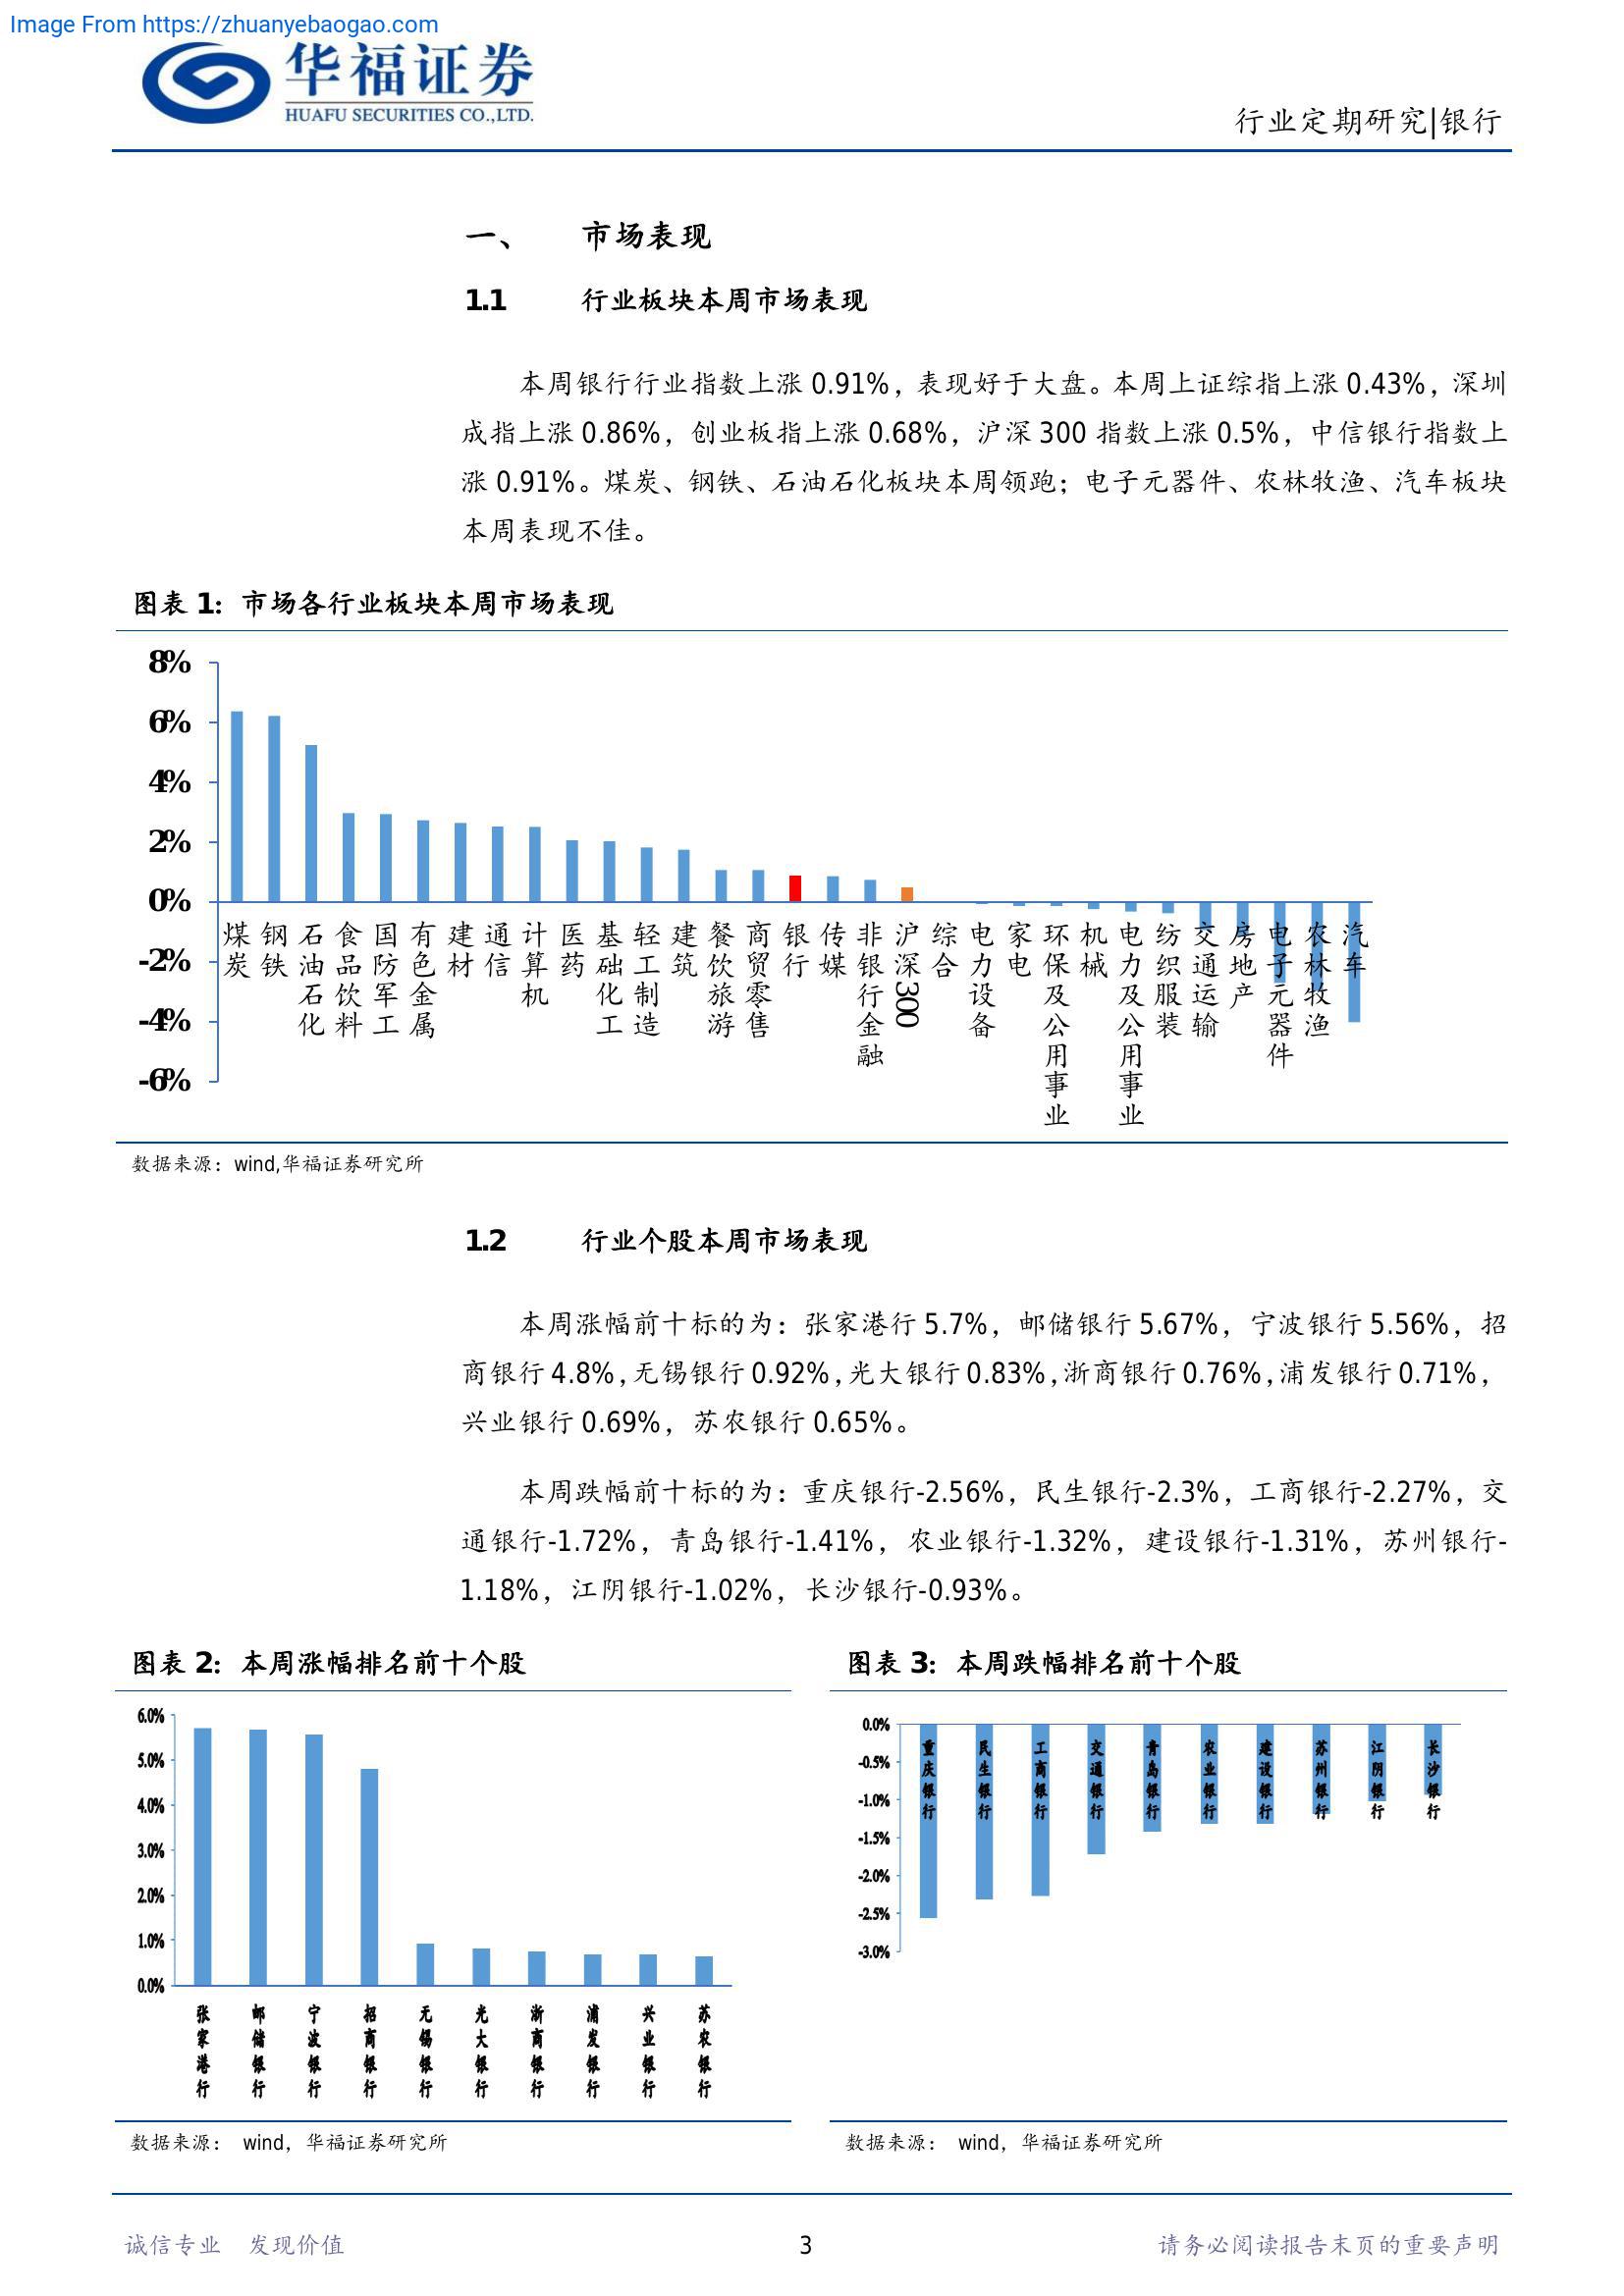 Image From https://zhuanyebaogao.com
华福证券
HUAFU SECURITIES CO.,LTD.
行业定期研究|银行
一、 市场表现
1.1 行业板块本周市场表现
本周银行行业指数上涨 0.91%，表现好于大盘。本周上证综指上涨 0.43%，深圳
成指上涨 0.86%，创业板指上涨 0.68%，沪深 300 指数上涨 0.5%，中信银行指数上
涨 0.91%。煤炭、钢铁、石油石化板块本周领跑；电子元器件、农林牧渔、汽车板块
本周表现不佳。
图表 1：市场各行业板块本周市场表现
8%
6%
4%
2%
0%
-2%
-4%
-6%
煤炭
钢铁
石油石化
食品饮料
国防军工
有色金属
建材
通信
计算机
医药
基础化工
轻工制造
建筑
餐饮旅游
商贸零售
银行
传媒
非银行金融
沪深300
综合
电力设备
家电
环保及公用事业
机械
电力及公用事业
纺织服装
交通运输
房地产
电子元器件
农林牧渔
汽车
数据来源：wind,华福证券研究所
1.2 行业个股本周市场表现
本周涨幅前十标的为：张家港行 5.7%，邮储银行 5.67%，宁波银行 5.56%，招
商银行 4.8%，无锡银行 0.92%，光大银行 0.83%，浙商银行 0.76%，浦发银行 0.71%，
兴业银行 0.69%，苏农银行 0.65%。
本周跌幅前十标的为：重庆银行-2.56%，民生银行-2.3%，工商银行-2.27%，交
通银行-1.72%，青岛银行-1.41%，农业银行-1.32%，建设银行-1.31%，苏州银行-
1.18%，江阴银行-1.02%，长沙银行-0.93%。
图表 2：本周涨幅排名前十个股
6.0%
5.0%
4.0%
3.0%
2.0%
1.0%
0.0%
张家港行
邮储银行
宁波银行
招商银行
无锡银行
光大银行
浙商银行
浦发银行
兴业银行
苏农银行
数据来源： wind，华福证券研究所
图表 3：本周跌幅排名前十个股
0.0%
-0.5%
-1.0%
-1.5%
-2.0%
-2.5%
-3.0%
重庆银行
民生银行
工商银行
交通银行
青岛银行
农业银行
建设银行
苏州银行
江阴银行
长沙银行
数据来源： wind，华福证券研究所
诚信专业 发现价值
3
请务必阅读报告末页的重要声明